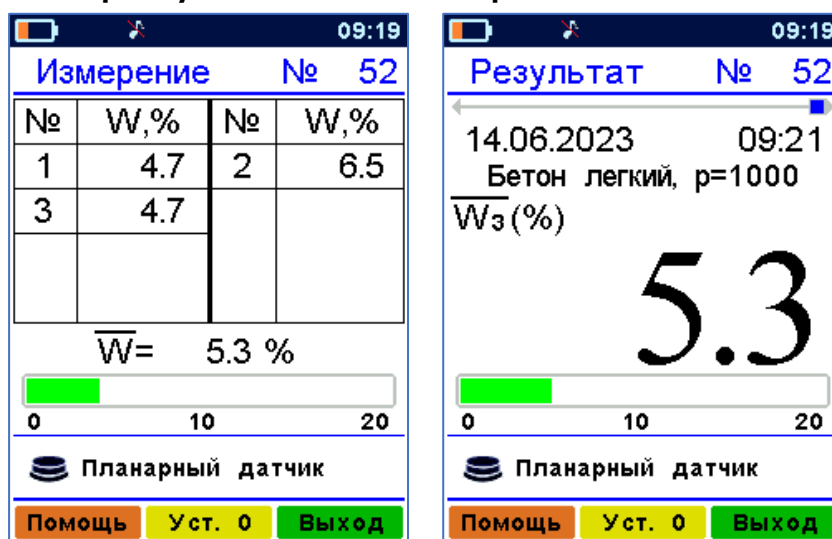 09:19
Измерение № 52
№ W,% № W,%
1 4.7 2 6.5
3 4.7
W= 5.3 %
0 10 20
Планарный датчик
Помощь Уст. 0 Выход
09:19
Результат № 52
14.06.2023 09:21
Бетон легкий, p=1000
W3(%)
5.3
0 10 20
Планарный датчик
Помощь Уст. 0 Выход